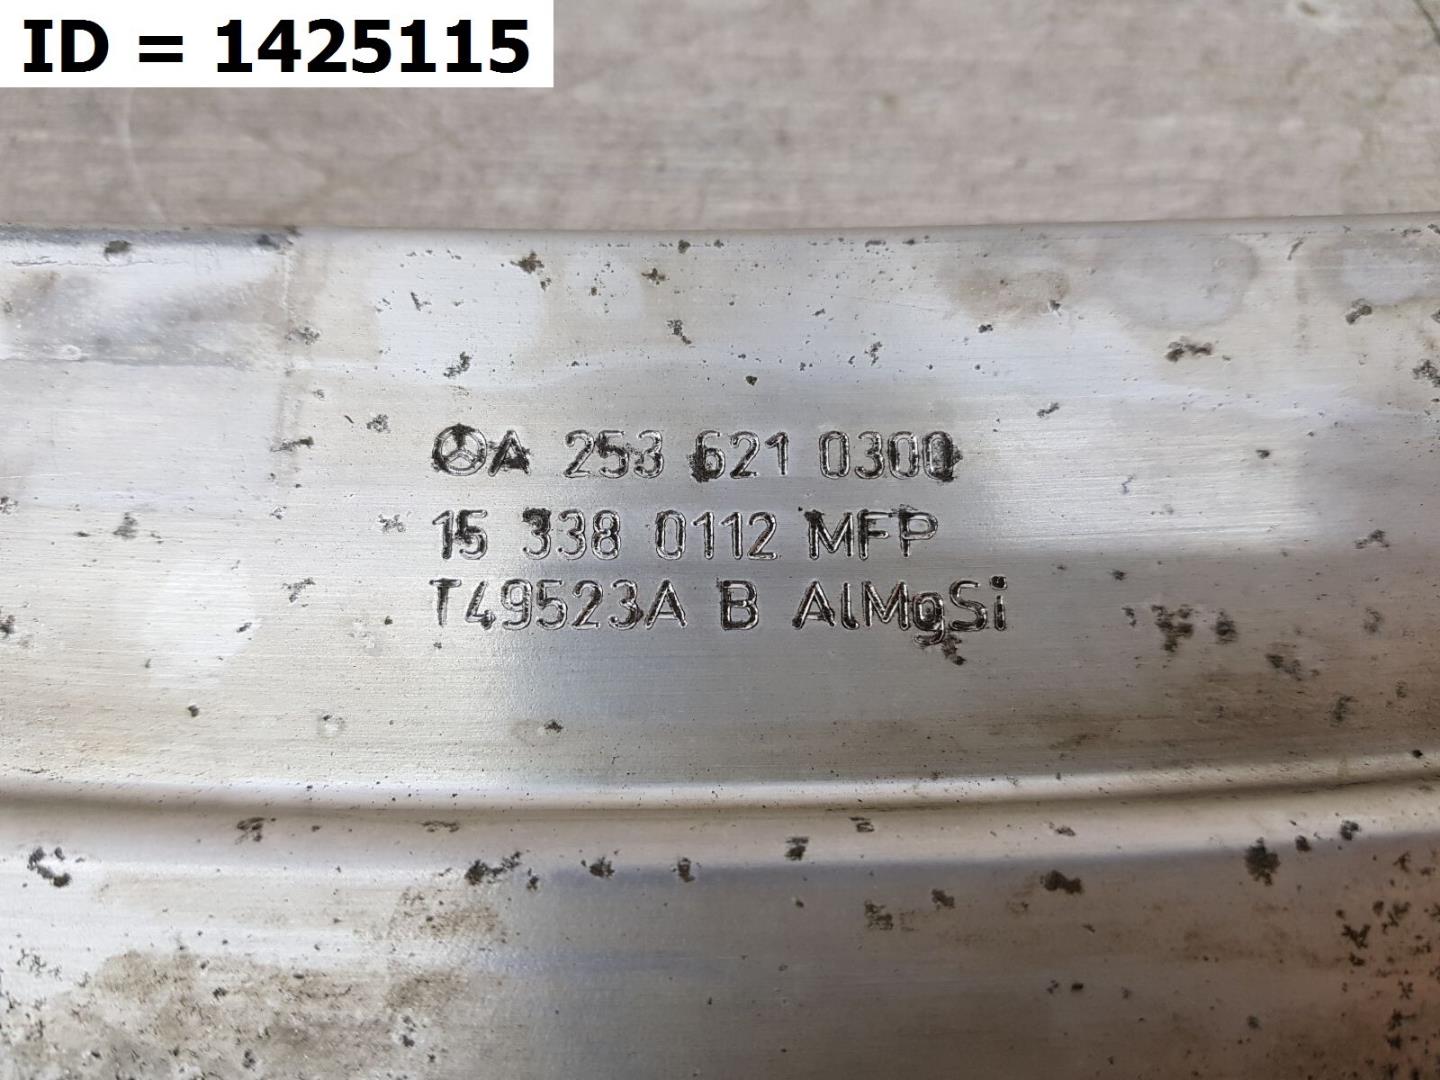 ID = 1425115
A 253 621 0300
15 338 0112 MFP
T49523A B AlMgSi